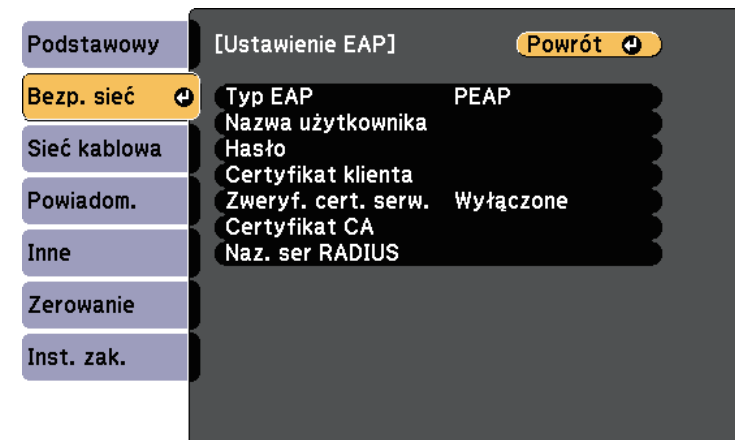 Podstawowy
Bezp. sieć
Sieć kablowa
Powiadom.
Inne
Zerowanie
Inst. zak.
[Ustawienie EAP]
Powrót
Typ EAP PEAP
Nazwa użytkownika
Hasło
Certyfikat klienta
Zweryf. cert. serw. Wyłączone
Certyfikat CA
Naz. ser RADIUS